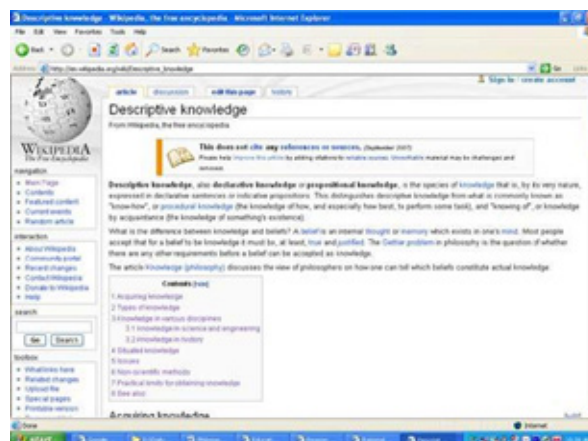 Descriptive knowledge - Wikipedia, the free encyclopedia - Microsoft Internet Explorer
File Edit View Favorites Tools Help
Back Search Favorites
Address http://en.wikipedia.org/wiki/Descriptive_knowledge Go Links
Sign in / create account
article discussion edit this page history
Descriptive knowledge
From Wikipedia, the free encyclopedia
WIKIPEDIA
The Free Encyclopedia
This does not cite any references or sources. (September 2007)
Please help improve this article by adding citations to reliable sources. Unverifiable material may be challenged and
removed.
navigation
Main Page
Contents
Featured content
Current events
Random article
Descriptive knowledge, also declarative knowledge or propositional knowledge, is the species of knowledge that is, by its very nature,
expressed in declarative sentences or indicative propositions. This distinguishes descriptive knowledge from what is commonly known as
"know-how", or procedural knowledge (the knowledge of how, and especially how best, to perform some task), and "knowing of", or knowledge
by acquaintance (the knowledge of something's existence).
What is the difference between knowledge and beliefs? A belief is an internal thought or memory which exists in one's mind. Most people
accept that for a belief to be knowledge it must be, at least, true and justified. The Gettier problem in philosophy is the question of whether
there are any other requirements before a belief can be accepted as knowledge.
The article Knowledge (philosophy) discusses the view of philosophers on how one can tell which beliefs constitute actual knowledge.
interaction
About Wikipedia
Community portal
Recent changes
Contact Wikipedia
Donate to Wikipedia
Help
search
Go Search
toolbox
What links here
Related changes
Upload file
Special pages
Printable version
Contents [hide]
1 Acquiring knowledge
2 Types of knowledge
3 Knowledge in various disciplines
3.1 Knowledge in science and engineering
3.2 Knowledge in history
4 Situated knowledge
5 Issues
6 Non-scientific methods
7 Practical limits for obtaining knowledge
8 See also
Acquiring knowledge
Done Internet
start